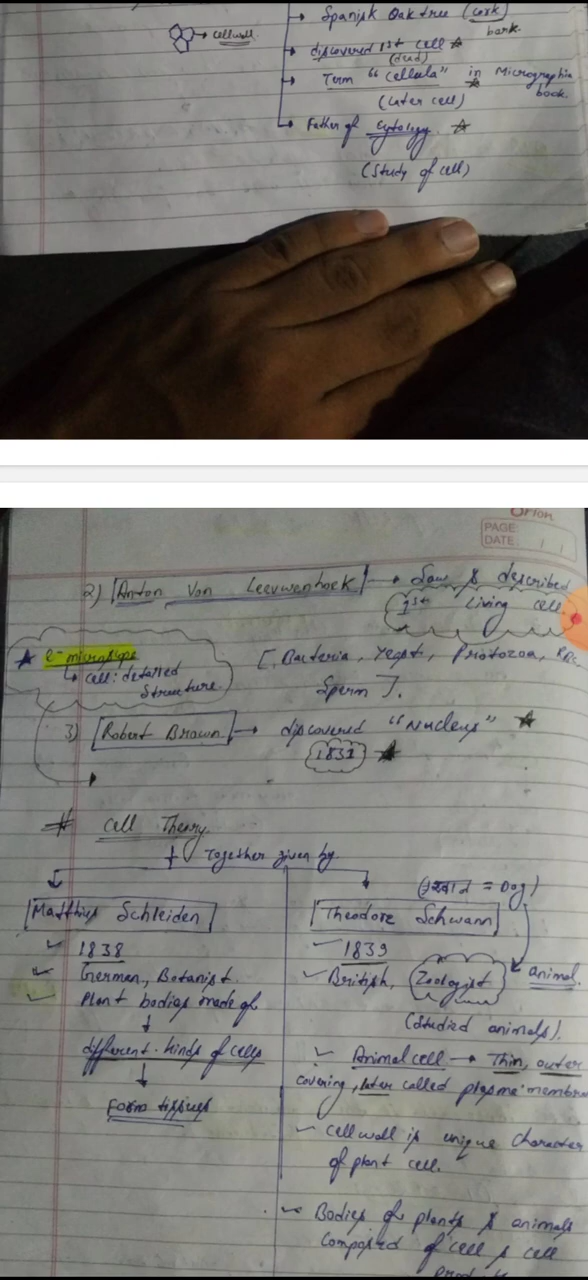 Spanish Oak tree (cork)
bark.
→ cell wall.
→ discovered 1st cell ☆
(dead)
→ Term "cellula" in Micrographia
book.
(Later cell)
→ Father of Cytology ☆
(Study of cell)
Orion
PAGE:
DATE: / /
2) Anton Von Leeuwenhoek → Saw & described
1st Living cell.
★ e⁻ microscope
↳ cell: detailed
structure.
[Bacteria, Yeast, Protozoa, RBC,
Sperm].
3) Robert Brown → discovered "Nucleus" ★
1831 ★
# Cell Theory.
Together given by.
= Dog)
Matthias Schleiden
✓ 1838
✓ German, Botanist.
✓ Plant bodies made of
↓
different kinds of cells
↓
Form tissues
Theodore Schwann
✓ 1839
✓ British, Zoologist animal.
(Studied animals).
✓ Animal cell → Thin, outer
covering, later called plasma membrane
✓ cell wall is unique character
of plant cell.
✓ Bodies of plants & animals
composed of cell & cell